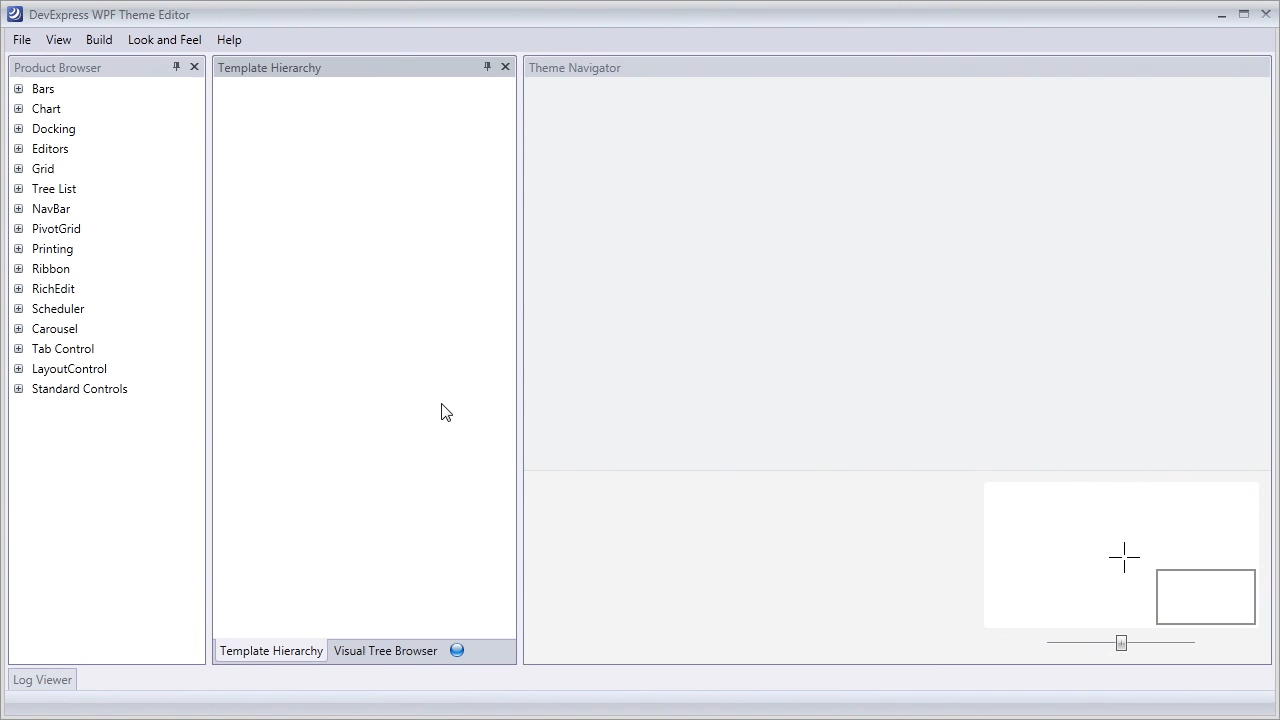 DevExpress WPF Theme Editor
File View Build Look and Feel Help
Product Browser
Bars
Chart
Docking
Editors
Grid
Tree List
NavBar
PivotGrid
Printing
Ribbon
RichEdit
Scheduler
Carousel
Tab Control
LayoutControl
Standard Controls
Template Hierarchy
Template Hierarchy Visual Tree Browser
Theme Navigator
Log Viewer